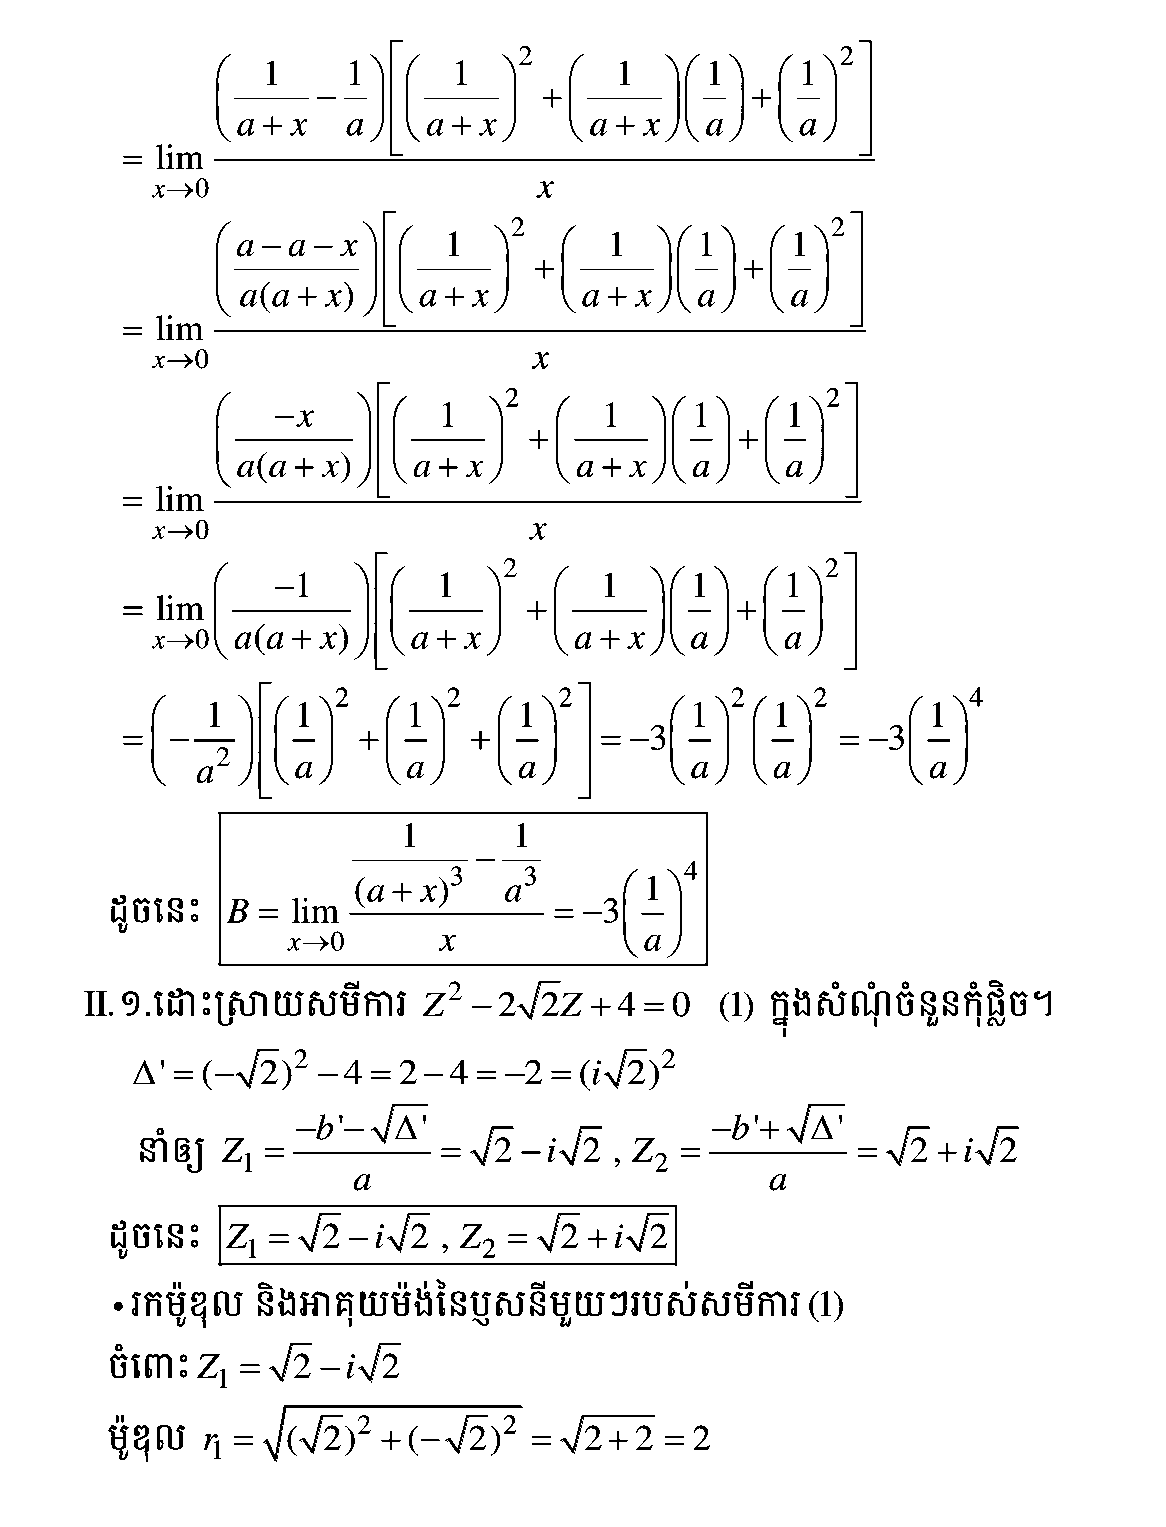 $= \lim_{x \to 0} \frac{\left(\frac{1}{a+x} - \frac{1}{a}\right)\left[\left(\frac{1}{a+x}\right)^2 + \left(\frac{1}{a+x}\right)\left(\frac{1}{a}\right) + \left(\frac{1}{a}\right)^2\right]}{x}$
$= \lim_{x \to 0} \frac{\left(\frac{a-a-x}{a(a+x)}\right)\left[\left(\frac{1}{a+x}\right)^2 + \left(\frac{1}{a+x}\right)\left(\frac{1}{a}\right) + \left(\frac{1}{a}\right)^2\right]}{x}$
$= \lim_{x \to 0} \frac{\left(\frac{-x}{a(a+x)}\right)\left[\left(\frac{1}{a+x}\right)^2 + \left(\frac{1}{a+x}\right)\left(\frac{1}{a}\right) + \left(\frac{1}{a}\right)^2\right]}{x}$
$= \lim_{x \to 0} \left(\frac{-1}{a(a+x)}\right)\left[\left(\frac{1}{a+x}\right)^2 + \left(\frac{1}{a+x}\right)\left(\frac{1}{a}\right) + \left(\frac{1}{a}\right)^2\right]$
$= \left(-\frac{1}{a^2}\right)\left[\left(\frac{1}{a}\right)^2 + \left(\frac{1}{a}\right)^2 + \left(\frac{1}{a}\right)^2\right] = -3\left(\frac{1}{a}\right)^2\left(\frac{1}{a}\right)^2 = -3\left(\frac{1}{a}\right)^4$
ដូចនេះ $B = \lim_{x \to 0} \frac{\frac{1}{(a+x)^3} - \frac{1}{a^3}}{x} = -3\left(\frac{1}{a}\right)^4$
II. ១.ដោះស្រាយសមីការ $Z^2 - 2\sqrt{2}Z + 4 = 0$ (1) ក្នុងសំណុំចំនួនកុំផ្លិច។
$\Delta' = (-\sqrt{2})^2 - 4 = 2 - 4 = -2 = (i\sqrt{2})^2$
នាំឲ្យ $Z_1 = \frac{-b' - \sqrt{\Delta'}}{a} = \sqrt{2} - i\sqrt{2}$ , $Z_2 = \frac{-b' + \sqrt{\Delta'}}{a} = \sqrt{2} + i\sqrt{2}$
ដូចនេះ $Z_1 = \sqrt{2} - i\sqrt{2}$ , $Z_2 = \sqrt{2} + i\sqrt{2}$
• រកម៉ូឌុល និងអាគុយម៉ង់នៃឫសនីមួយៗរបស់សមីការ (1)
ចំពោះ $Z_1 = \sqrt{2} - i\sqrt{2}$
ម៉ូឌុល $r_1 = \sqrt{(\sqrt{2})^2 + (-\sqrt{2})^2} = \sqrt{2+2} = 2$